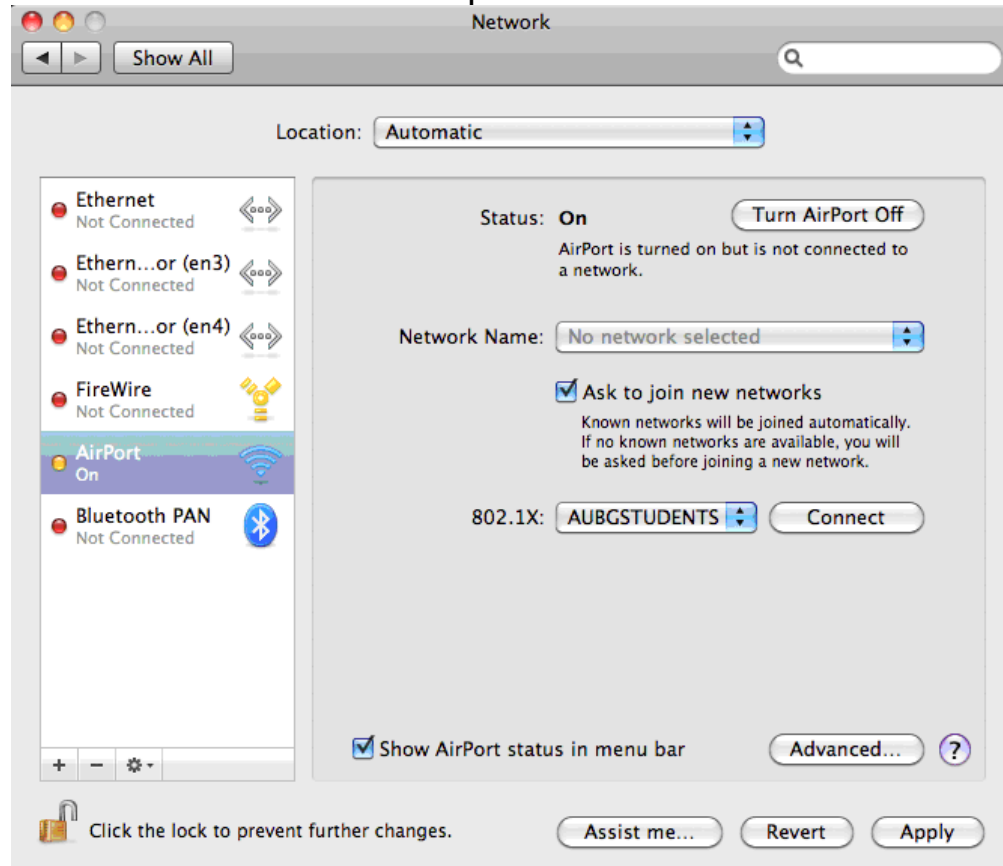 Network
Show All
Location: Automatic
Ethernet
Not Connected
Ethern...or (en3)
Not Connected
Ethern...or (en4)
Not Connected
FireWire
Not Connected
AirPort
On
Bluetooth PAN
Not Connected
Status: On
Turn AirPort Off
AirPort is turned on but is not connected to
a network.
Network Name: No network selected
Ask to join new networks
Known networks will be joined automatically.
If no known networks are available, you will
be asked before joining a new network.
802.1X: AUBGSTUDENTS
Connect
Show AirPort status in menu bar
Advanced...
?
Click the lock to prevent further changes.
Assist me...
Revert
Apply